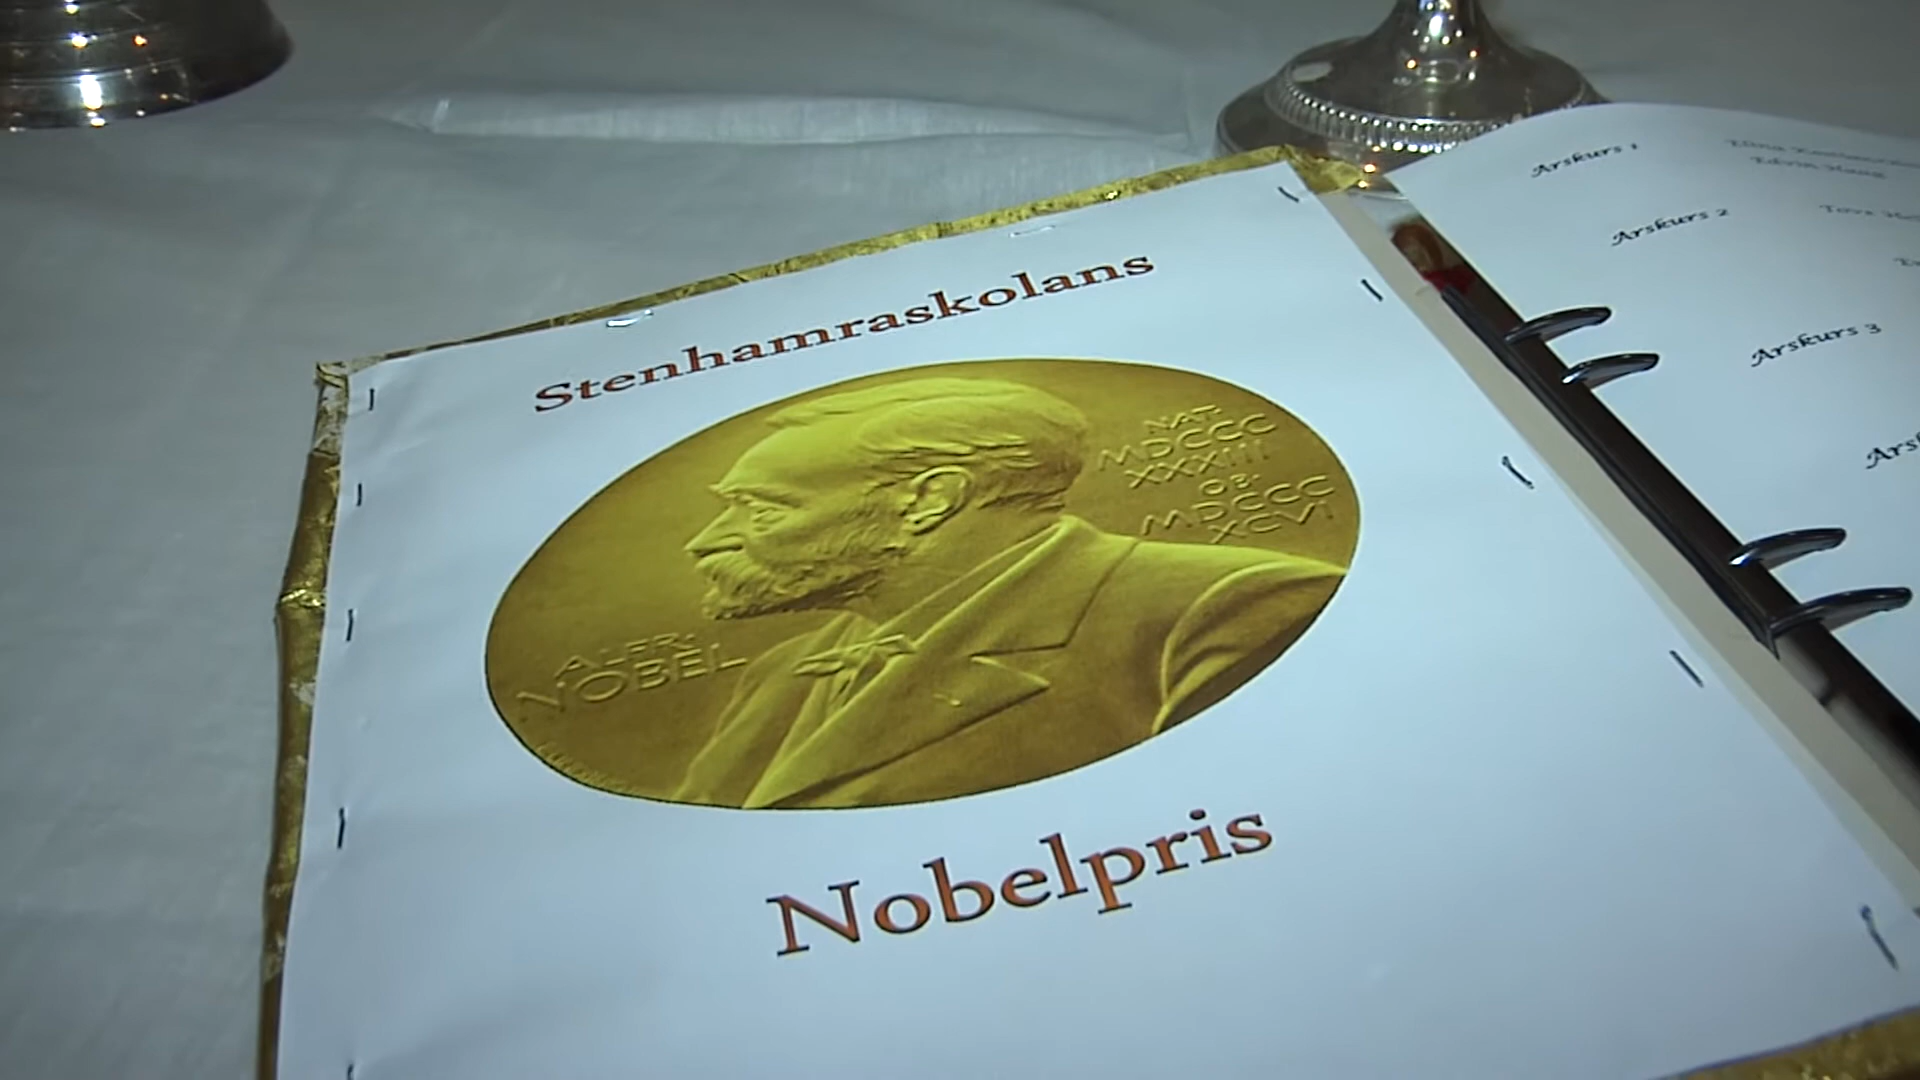 Stenhamraskolans
NAT·
MDCCC
XXXIII
OB·
MDCCC
XCVI
ALFR·
NOBEL
Nobelpris
Årskurs 1
Årskurs 2
Årskurs 3